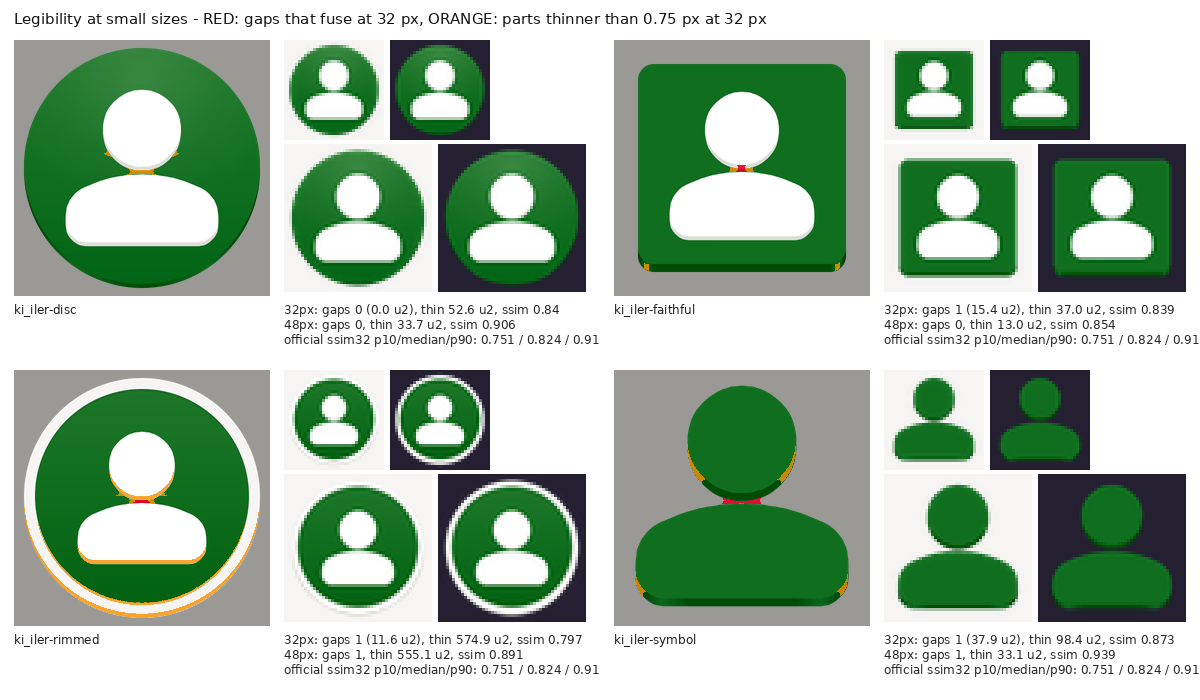 Legibility at small sizes - RED: gaps that fuse at 32 px, ORANGE: parts thinner than 0.75 px at 32 px
ki_iler-disc
32px: gaps 0 (0.0 u2), thin 52.6 u2, ssim 0.84
48px: gaps 0, thin 33.7 u2, ssim 0.906
official ssim32 p10/median/p90: 0.751 / 0.824 / 0.91
ki_iler-faithful
32px: gaps 1 (15.4 u2), thin 37.0 u2, ssim 0.839
48px: gaps 0, thin 13.0 u2, ssim 0.854
official ssim32 p10/median/p90: 0.751 / 0.824 / 0.91
ki_iler-rimmed
32px: gaps 1 (11.6 u2), thin 574.9 u2, ssim 0.797
48px: gaps 1, thin 555.1 u2, ssim 0.891
official ssim32 p10/median/p90: 0.751 / 0.824 / 0.91
ki_iler-symbol
32px: gaps 1 (37.9 u2), thin 98.4 u2, ssim 0.873
48px: gaps 1, thin 33.1 u2, ssim 0.939
official ssim32 p10/median/p90: 0.751 / 0.824 / 0.91